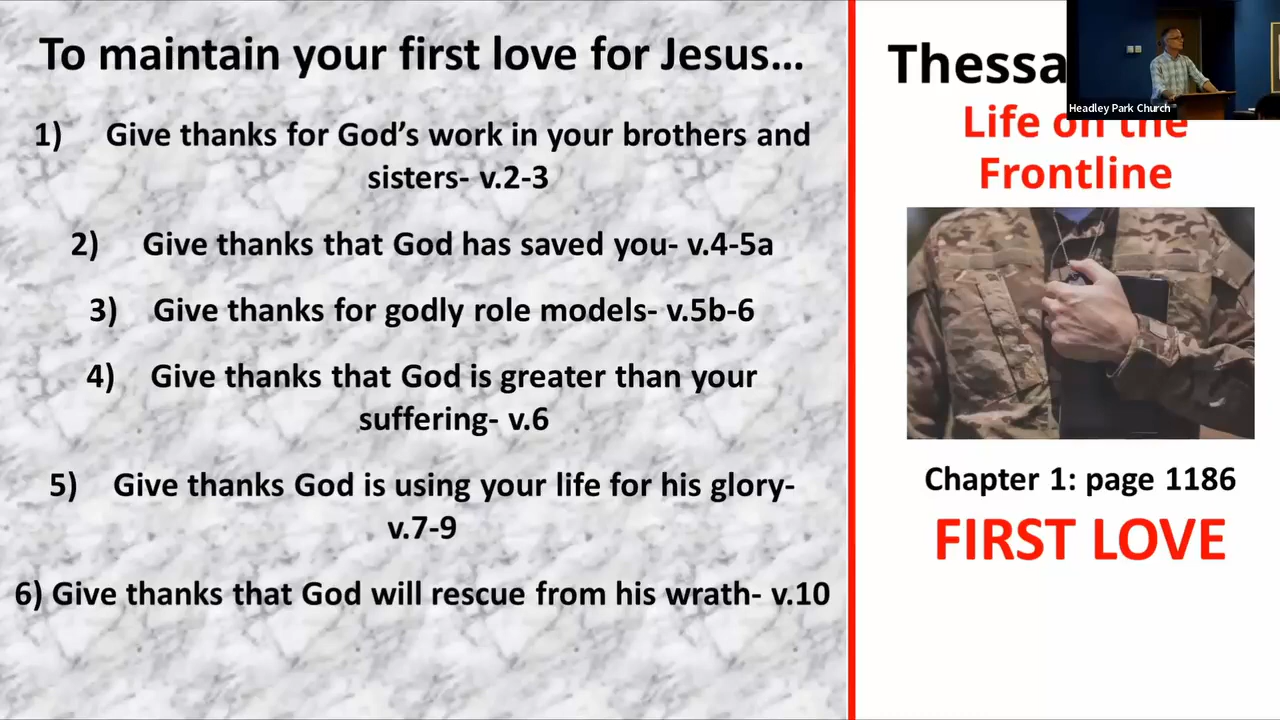 To maintain your first love for Jesus...
1) Give thanks for God's work in your brothers and
sisters- v.2-3
2) Give thanks that God has saved you- v.4-5a
3) Give thanks for godly role models- v.5b-6
4) Give thanks that God is greater than your
suffering- v.6
5) Give thanks God is using your life for his glory-
v.7-9
6) Give thanks that God will rescue from his wrath- v.10
Thessa
Headley Park Church
Life on the
Frontline
Chapter 1: page 1186
FIRST LOVE